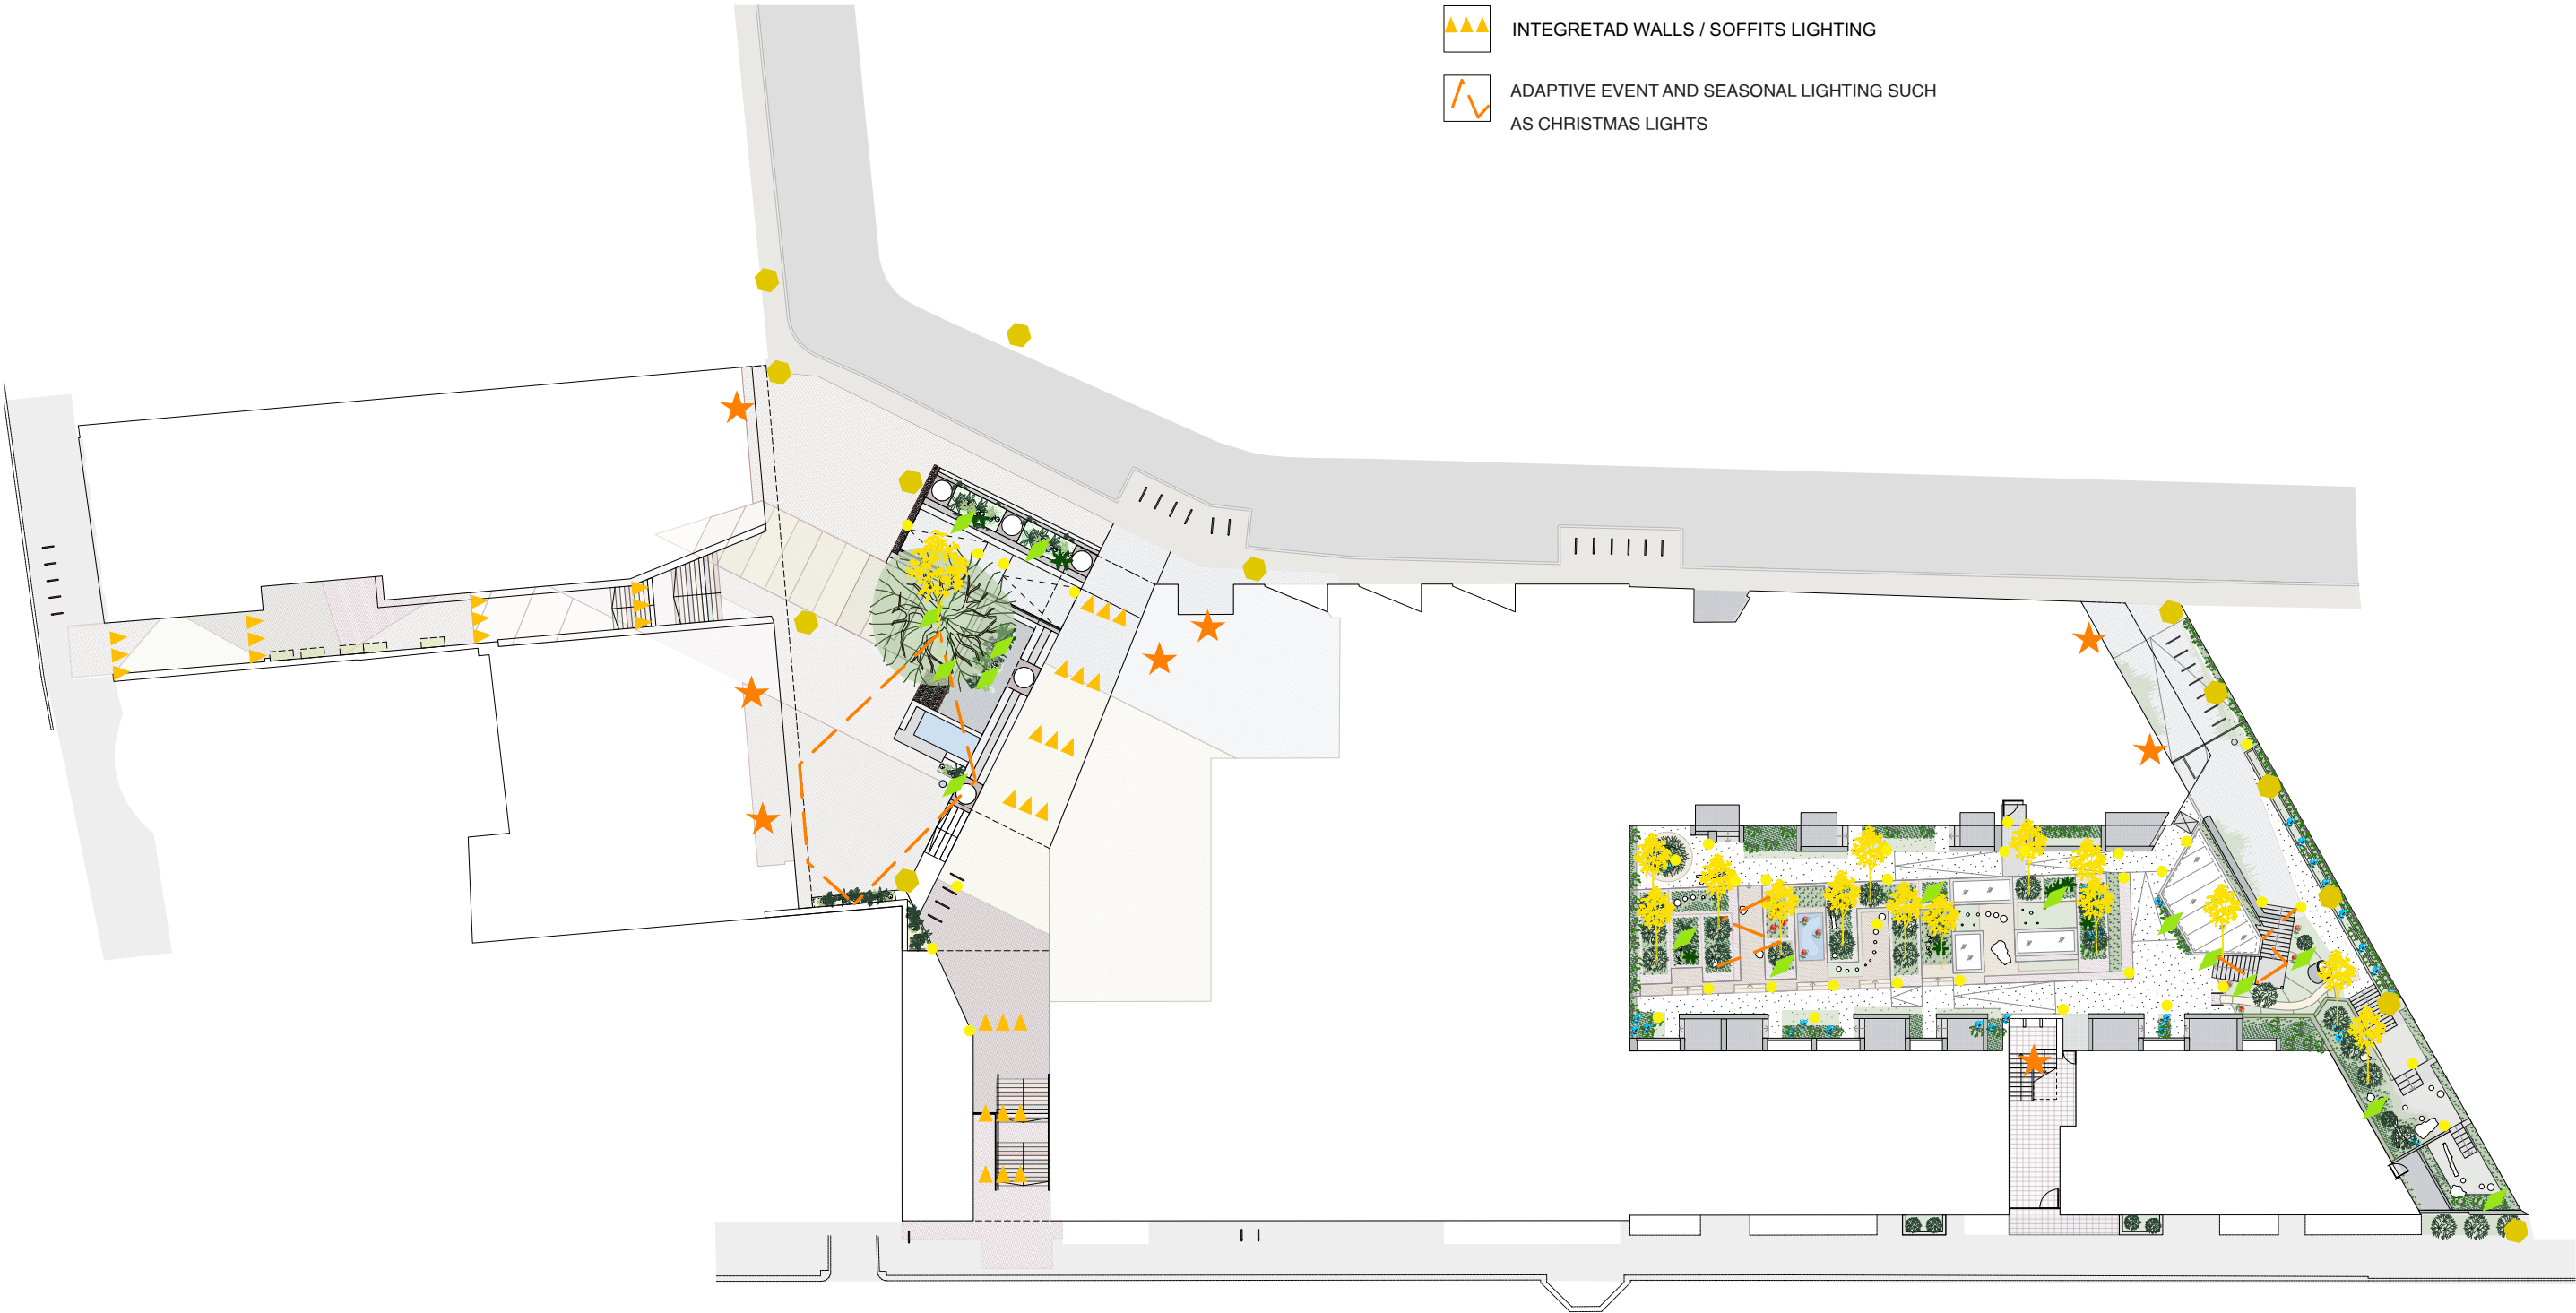 INTEGRETAD WALLS / SOFFITS LIGHTING
ADAPTIVE EVENT AND SEASONAL LIGHTING SUCH
AS CHRISTMAS LIGHTS